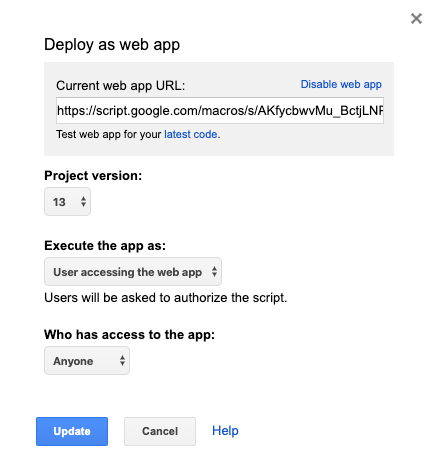 Deploy as web app
Current web app URL: Disable web app
https://script.google.com/macros/s/AKfycbwvMu_BctjLNF
Test web app for your latest code.
Project version:
13
Execute the app as:
User accessing the web app
Users will be asked to authorize the script.
Who has access to the app:
Anyone
Update Cancel Help